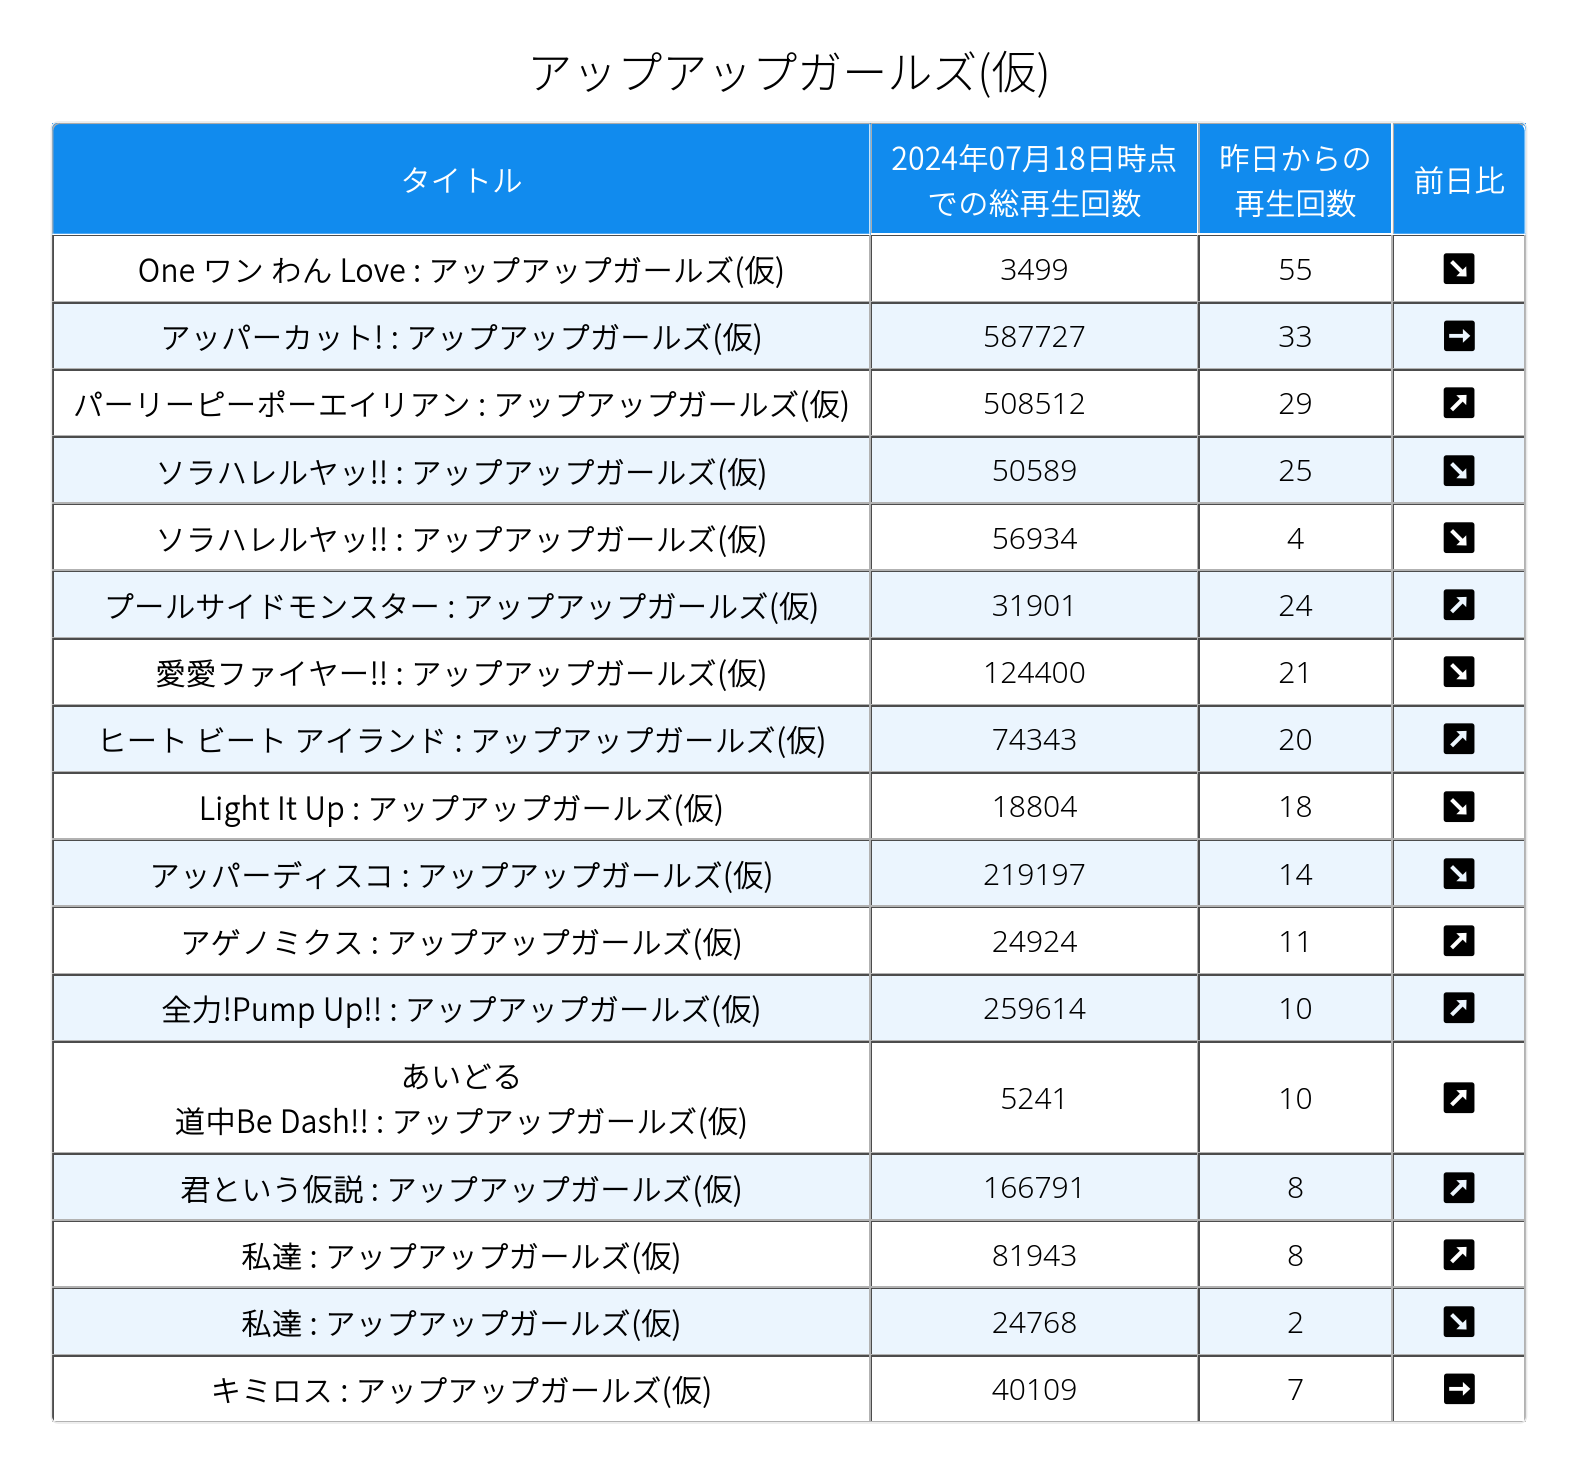 アップアップガールズ(仮)
タイトル
2024年07月18日時点
での総再生回数
昨日からの
再生回数
前日比
One ワン わん Love : アップアップガールズ(仮) 3499 55 ↘
アッパーカット! : アップアップガールズ(仮) 587727 33 →
パーリーピーポーエイリアン : アップアップガールズ(仮) 508512 29 ↗
ソラハレルヤッ!! : アップアップガールズ(仮) 50589 25 ↘
ソラハレルヤッ!! : アップアップガールズ(仮) 56934 4 ↘
プールサイドモンスター : アップアップガールズ(仮) 31901 24 ↗
愛愛ファイヤー!! : アップアップガールズ(仮) 124400 21 ↘
ヒート ビート アイランド : アップアップガールズ(仮) 74343 20 ↗
Light It Up : アップアップガールズ(仮) 18804 18 ↘
アッパーディスコ : アップアップガールズ(仮) 219197 14 ↘
アゲノミクス : アップアップガールズ(仮) 24924 11 ↗
全力!Pump Up!! : アップアップガールズ(仮) 259614 10 ↗
あいどる
道中Be Dash!! : アップアップガールズ(仮) 5241 10 ↗
君という仮説 : アップアップガールズ(仮) 166791 8 ↗
私達 : アップアップガールズ(仮) 81943 8 ↗
私達 : アップアップガールズ(仮) 24768 2 ↘
キミロス : アップアップガールズ(仮) 40109 7 →